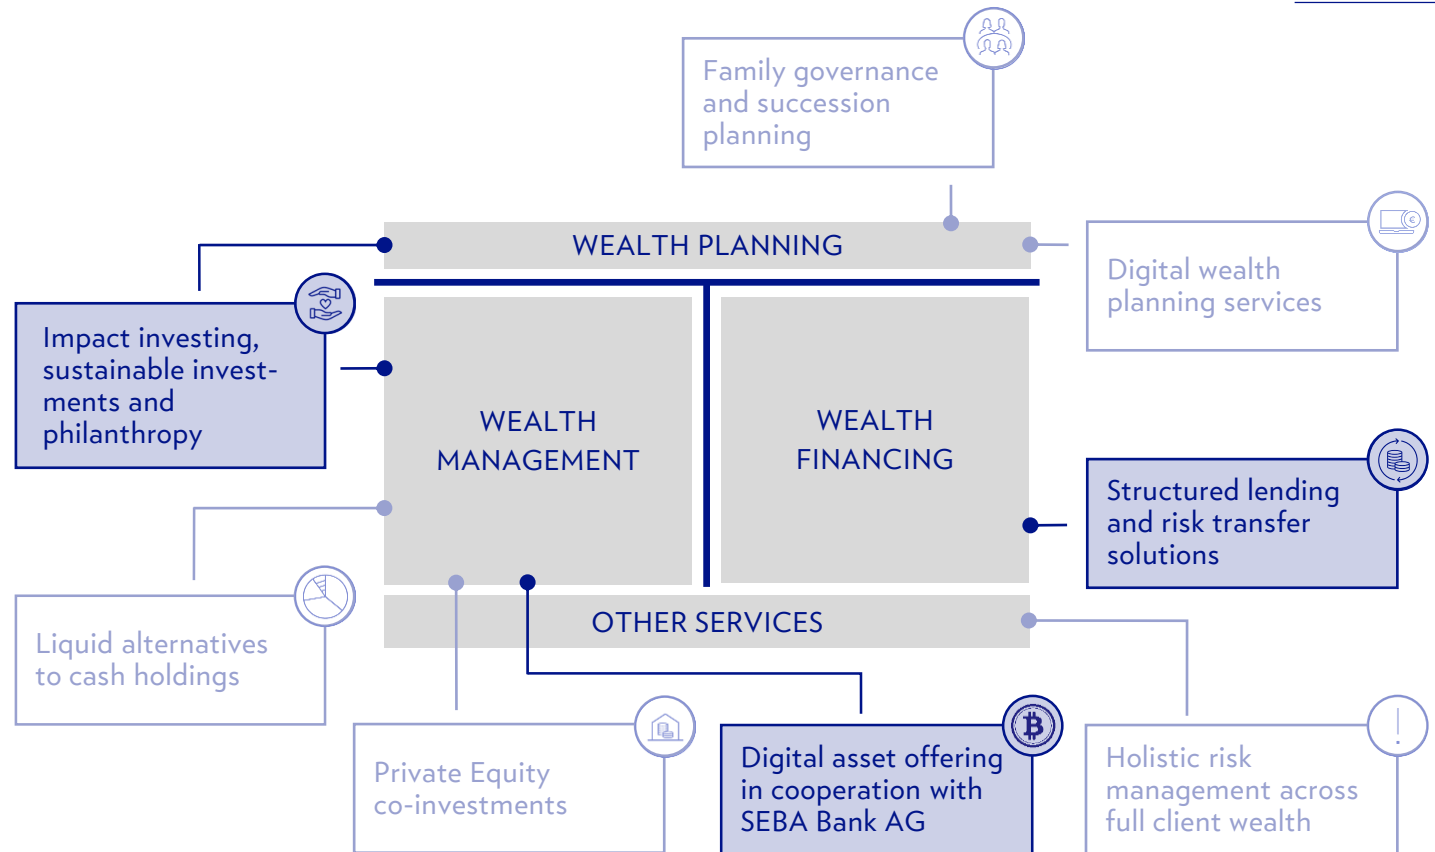 Family governance
and succession
planning
WEALTH PLANNING
Digital wealth
planning services
Impact investing,
sustainable invest-
ments and
philanthropy
WEALTH
MANAGEMENT
WEALTH
FINANCING
Structured lending
and risk transfer
solutions
OTHER SERVICES
Liquid alternatives
to cash holdings
Private Equity
co-investments
Digital asset offering
in cooperation with
SEBA Bank AG
Holistic risk
management across
full client wealth